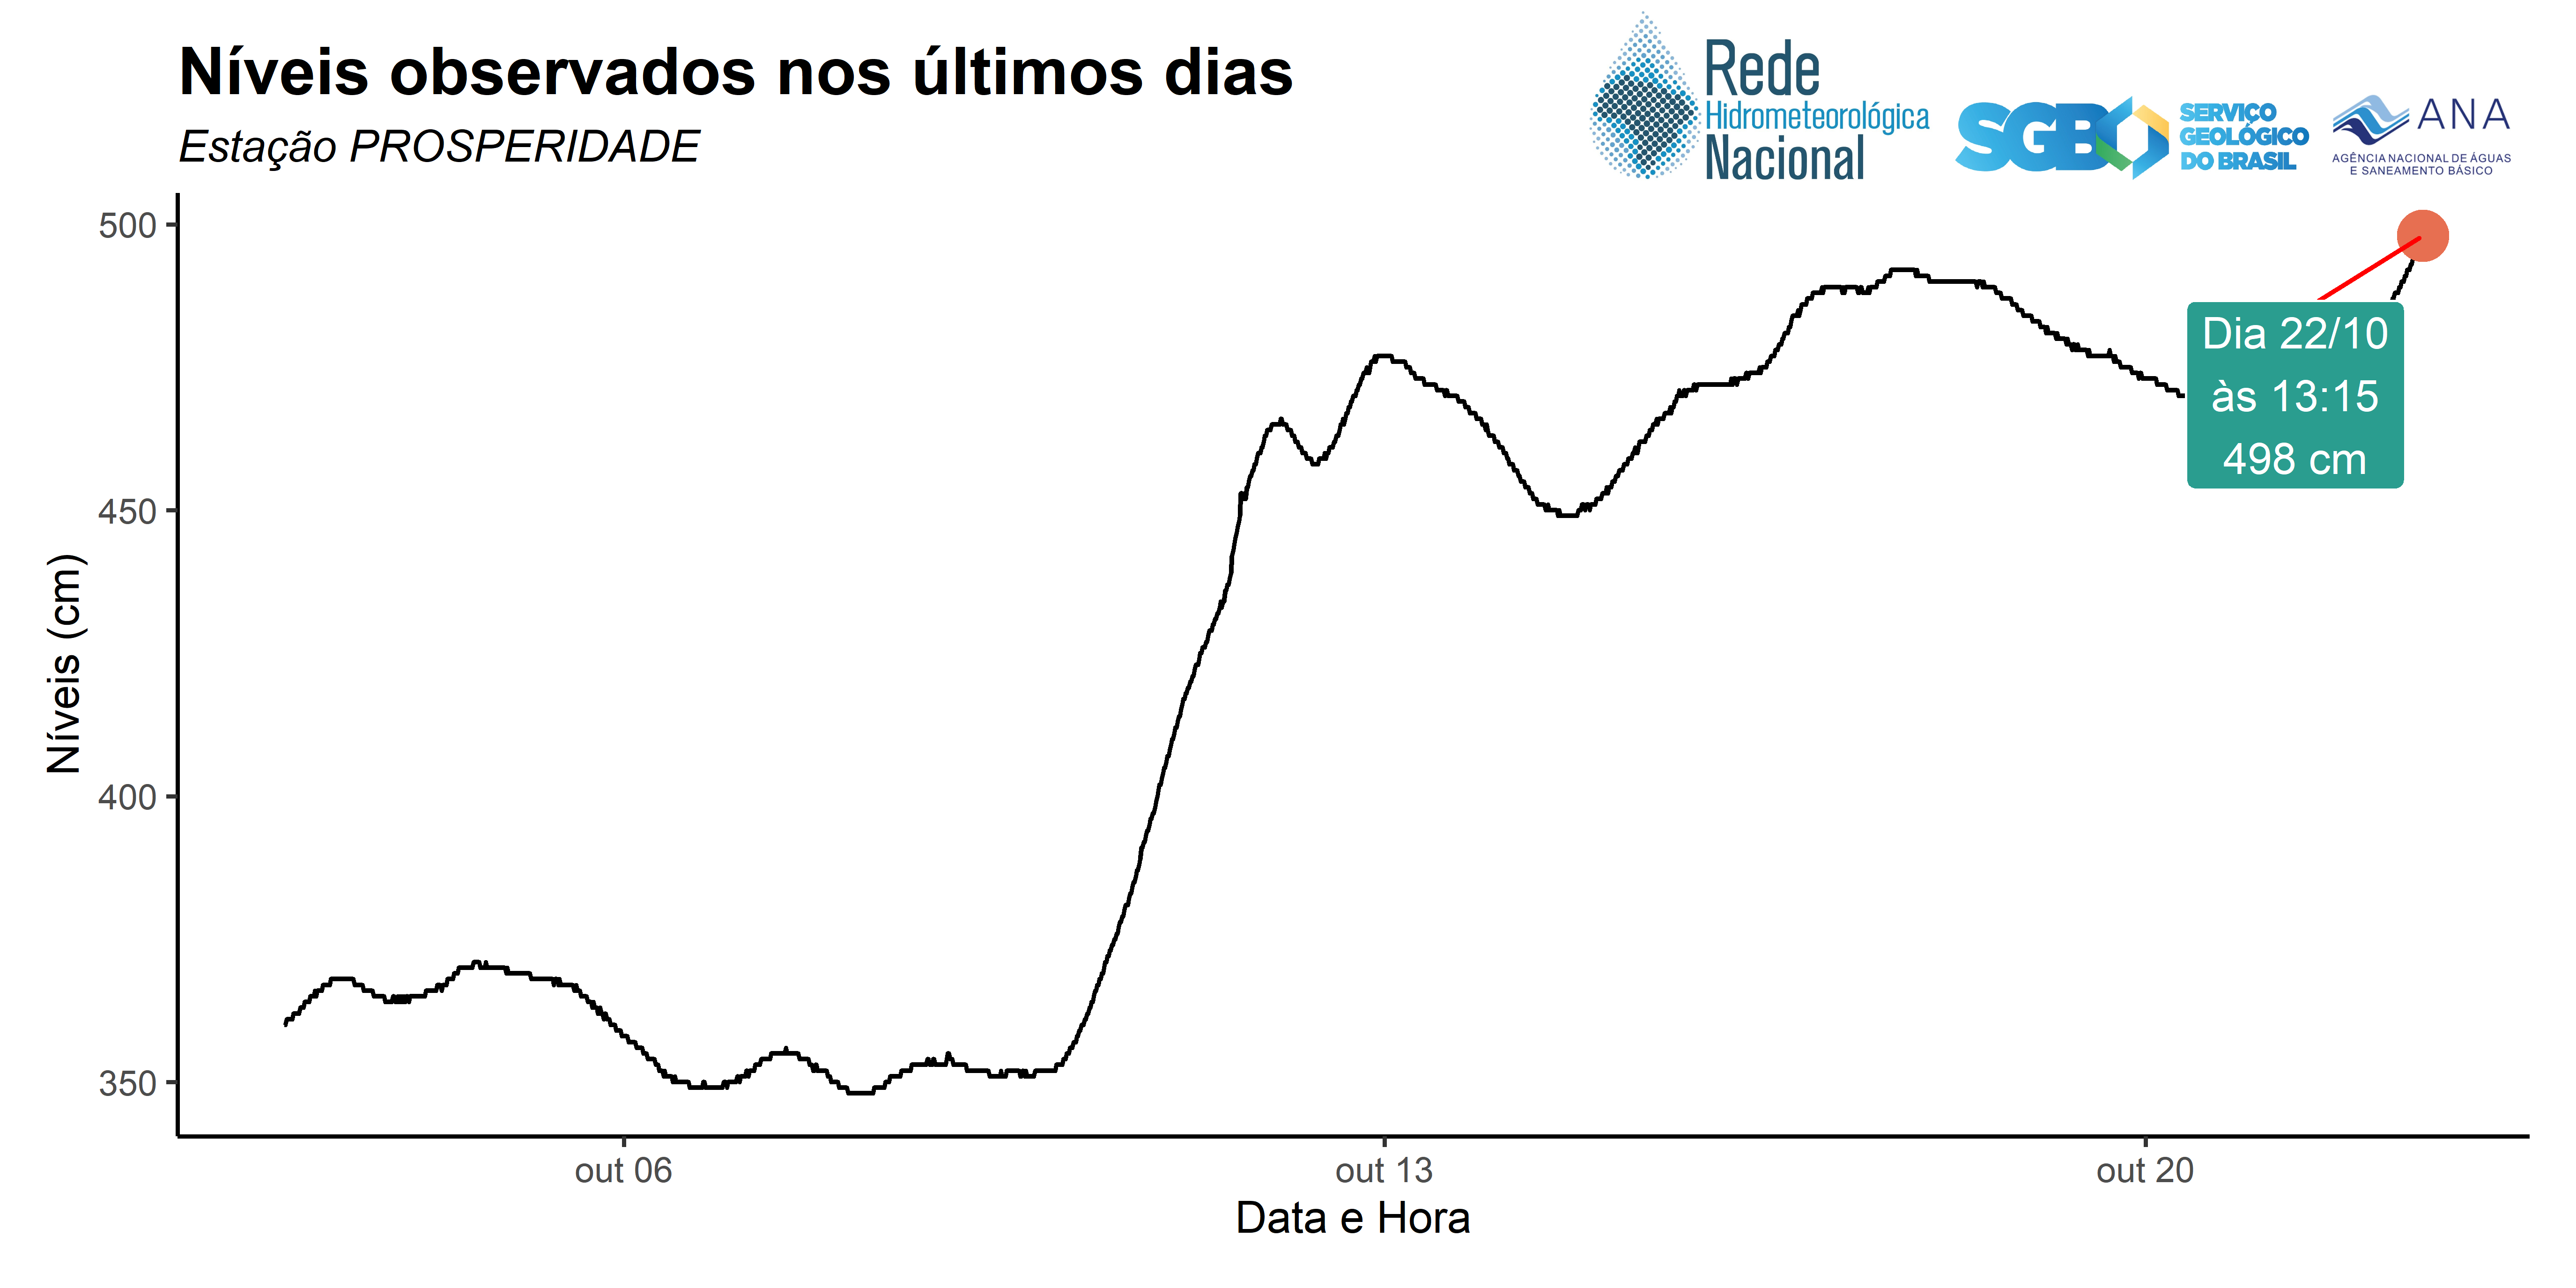 Níveis observados nos últimos dias
Estação PROSPERIDADE
Rede
Hidrometeorológica
Nacional
SGB
SERVIÇO
GEOLÓGICO
DO BRASIL
ANA
AGÊNCIA NACIONAL DE ÁGUAS
E SANEAMENTO BÁSICO
500
450
400
350
Níveis (cm)
Dia 22/10
às 13:15
498 cm
out 06
out 13
out 20
Data e Hora